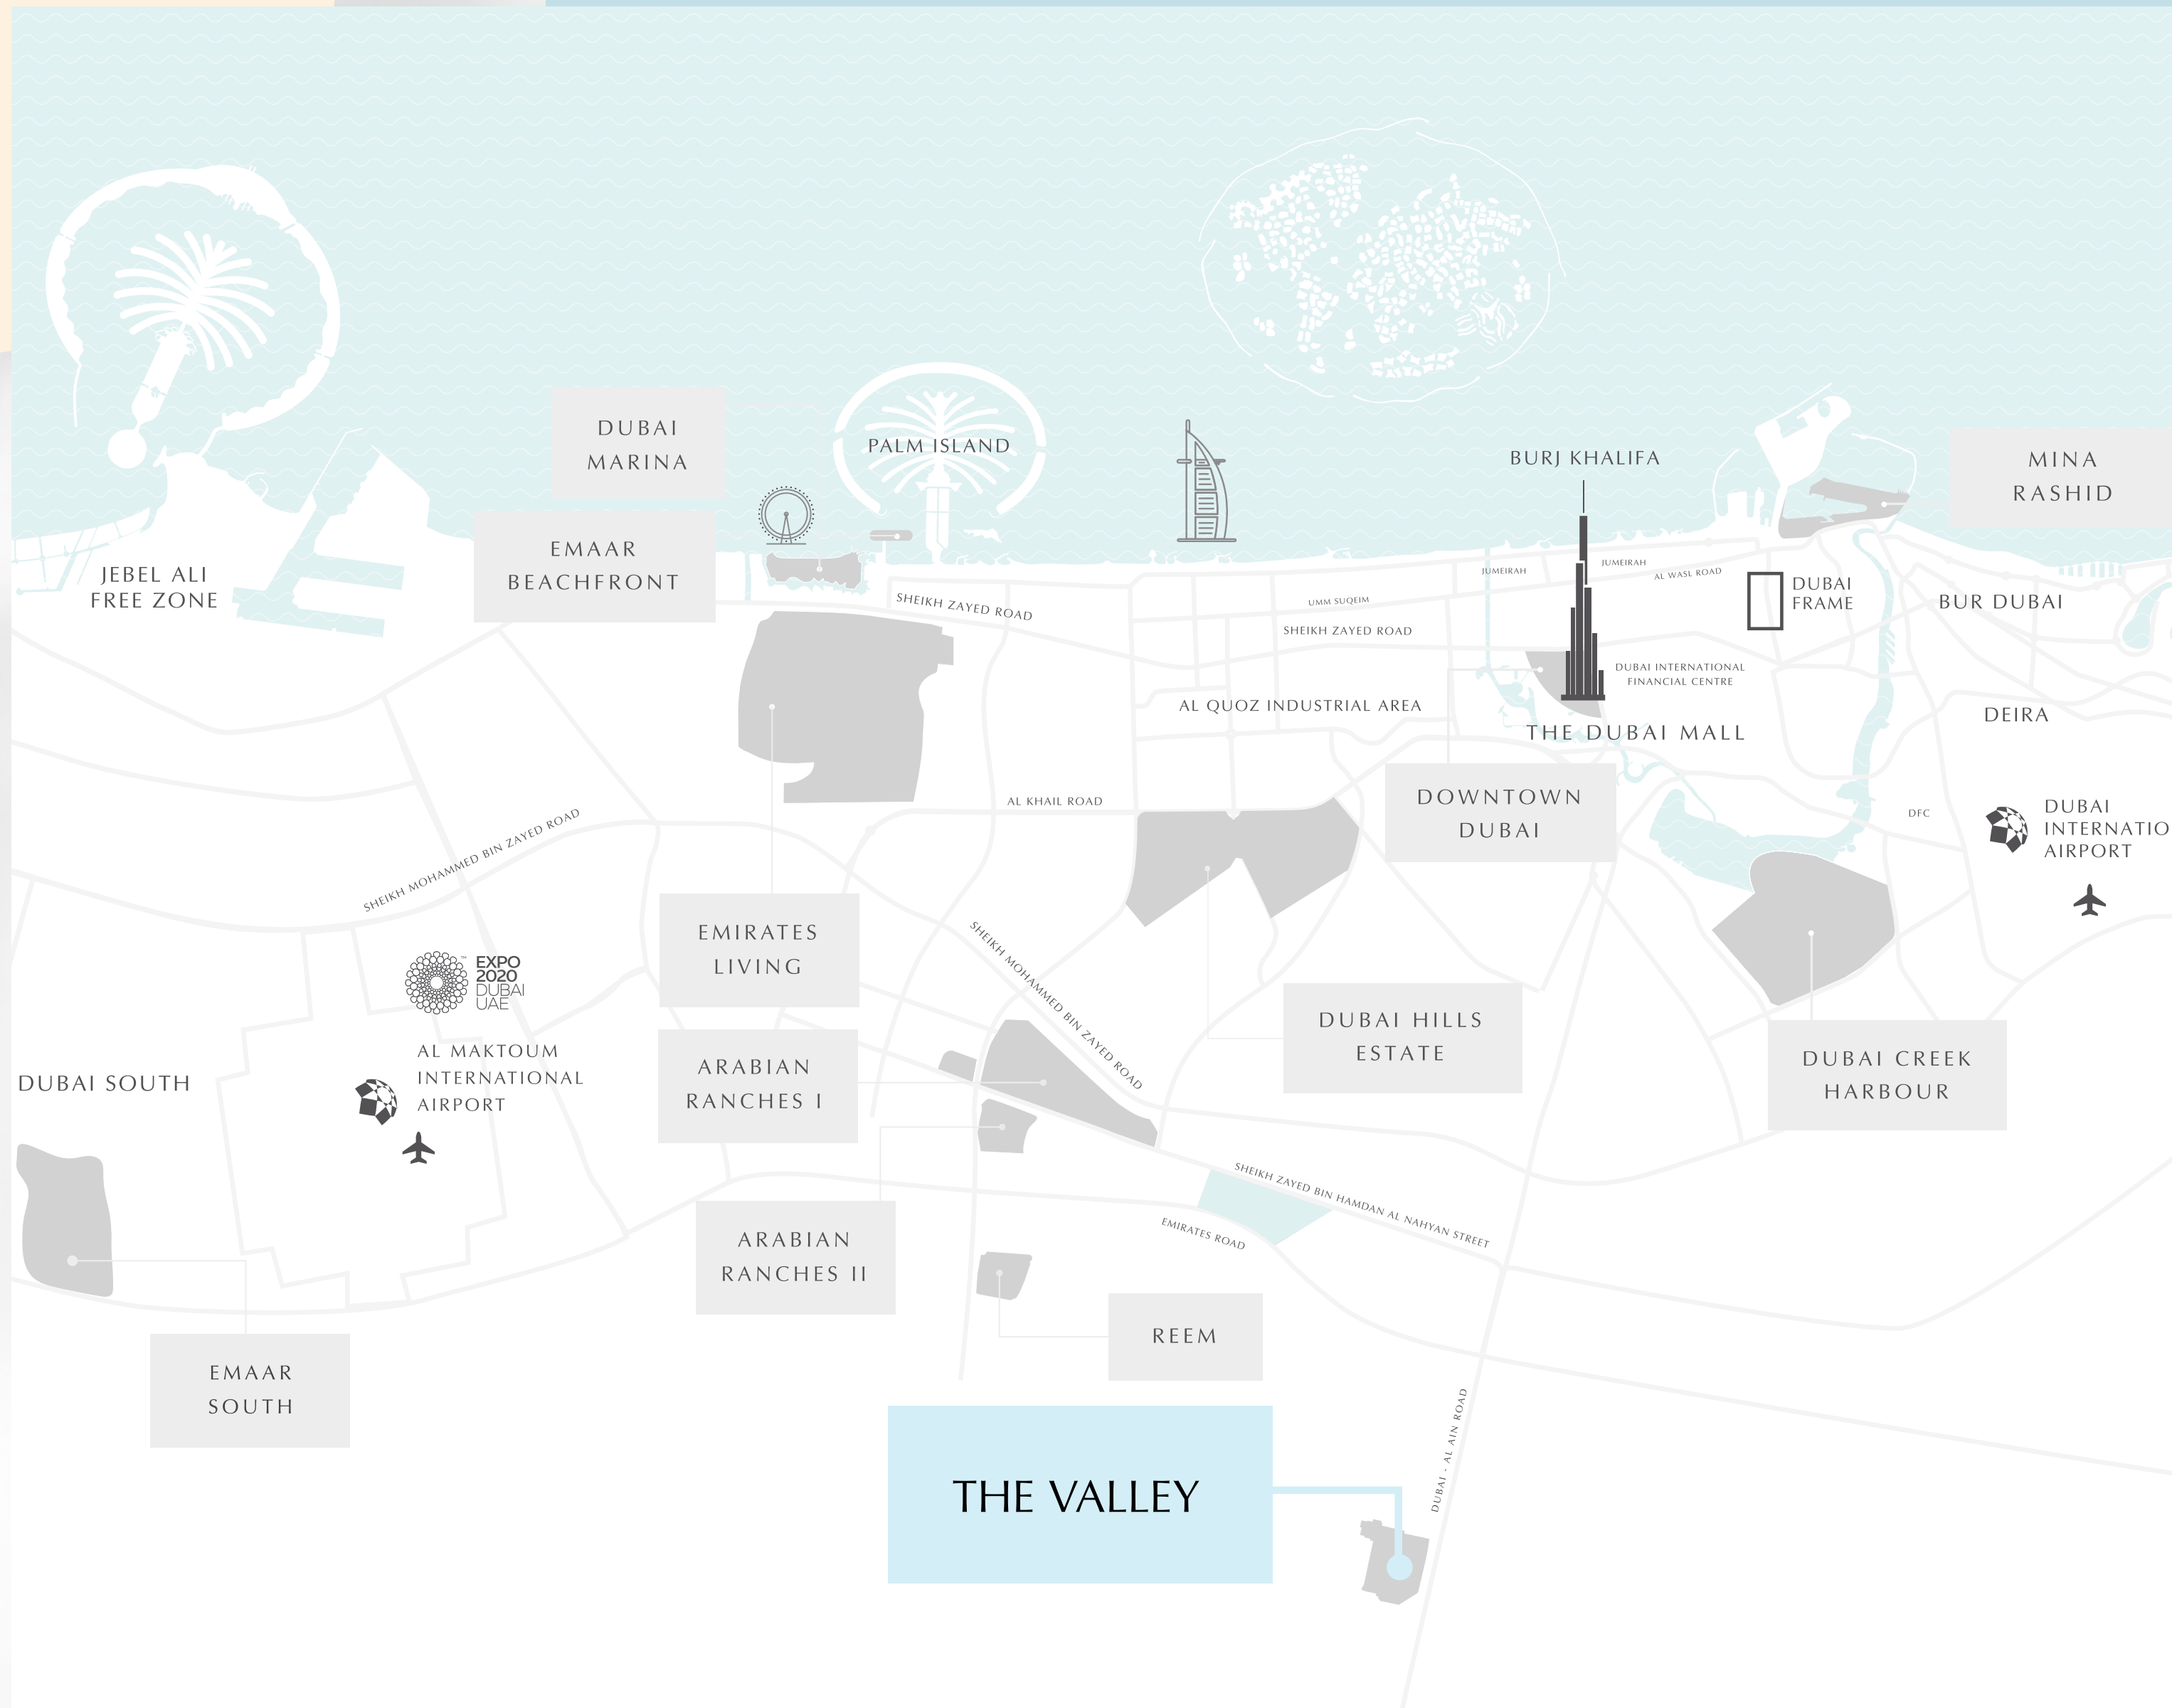 DUBAI
MARINA
PALM ISLAND
BURJ KHALIFA
MINA
RASHID
EMAAR
BEACHFRONT
JEBEL ALI
FREE ZONE
SHEIKH ZAYED ROAD
JUMEIRAH
JUMEIRAH
AL WASL ROAD
UMM SUQEIM
SHEIKH ZAYED ROAD
DUBAI
FRAME
BUR DUBAI
DUBAI INTERNATIONAL
FINANCIAL CENTRE
AL QUOZ INDUSTRIAL AREA
THE DUBAI MALL
DEIRA
DOWNTOWN
DUBAI
AL KHAIL ROAD
DFC
DUBAI
INTERNATIO
AIRPORT
SHEIKH MOHAMMED BIN ZAYED ROAD
EMIRATES
LIVING
SHEIKH MOHAMMED BIN ZAYED ROAD
EXPO
2020
DUBAI
UAE
TM
AL MAKTOUM
INTERNATIONAL
AIRPORT
DUBAI SOUTH
ARABIAN
RANCHES I
DUBAI HILLS
ESTATE
DUBAI CREEK
HARBOUR
SHEIKH ZAYED BIN HAMDAN AL NAHYAN STREET
EMIRATES ROAD
ARABIAN
RANCHES II
REEM
EMAAR
SOUTH
DUBAI - AL AIN ROAD
THE VALLEY